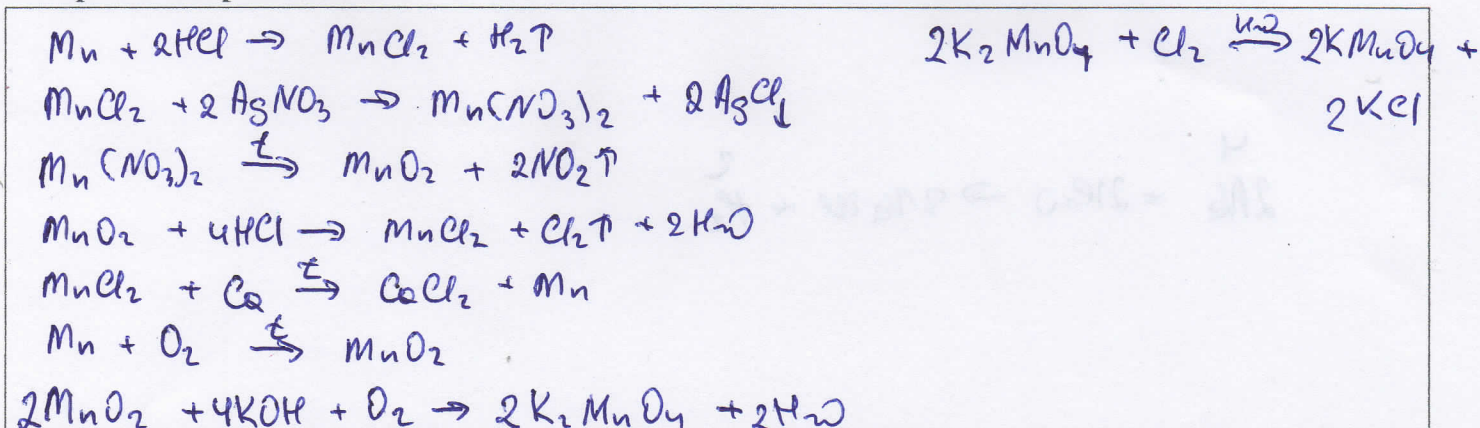 Mn + 2HCl → MnCl₂ + H₂↑
MnCl₂ + 2AgNO₃ → Mn(NO₃)₂ + 2AgCl↓
Mn(NO₃)₂ –t→ MnO₂ + 2NO₂↑
MnO₂ + 4HCl → MnCl₂ + Cl₂↑ + 2H₂O
MnCl₂ + Ca –t→ CaCl₂ + Mn
Mn + O₂ –t→ MnO₂
2MnO₂ + 4KOH + O₂ → 2K₂MnO₄ + 2H₂O
2K₂MnO₄ + Cl₂ –H₂O→ 2KMnO₄ +
2KCl